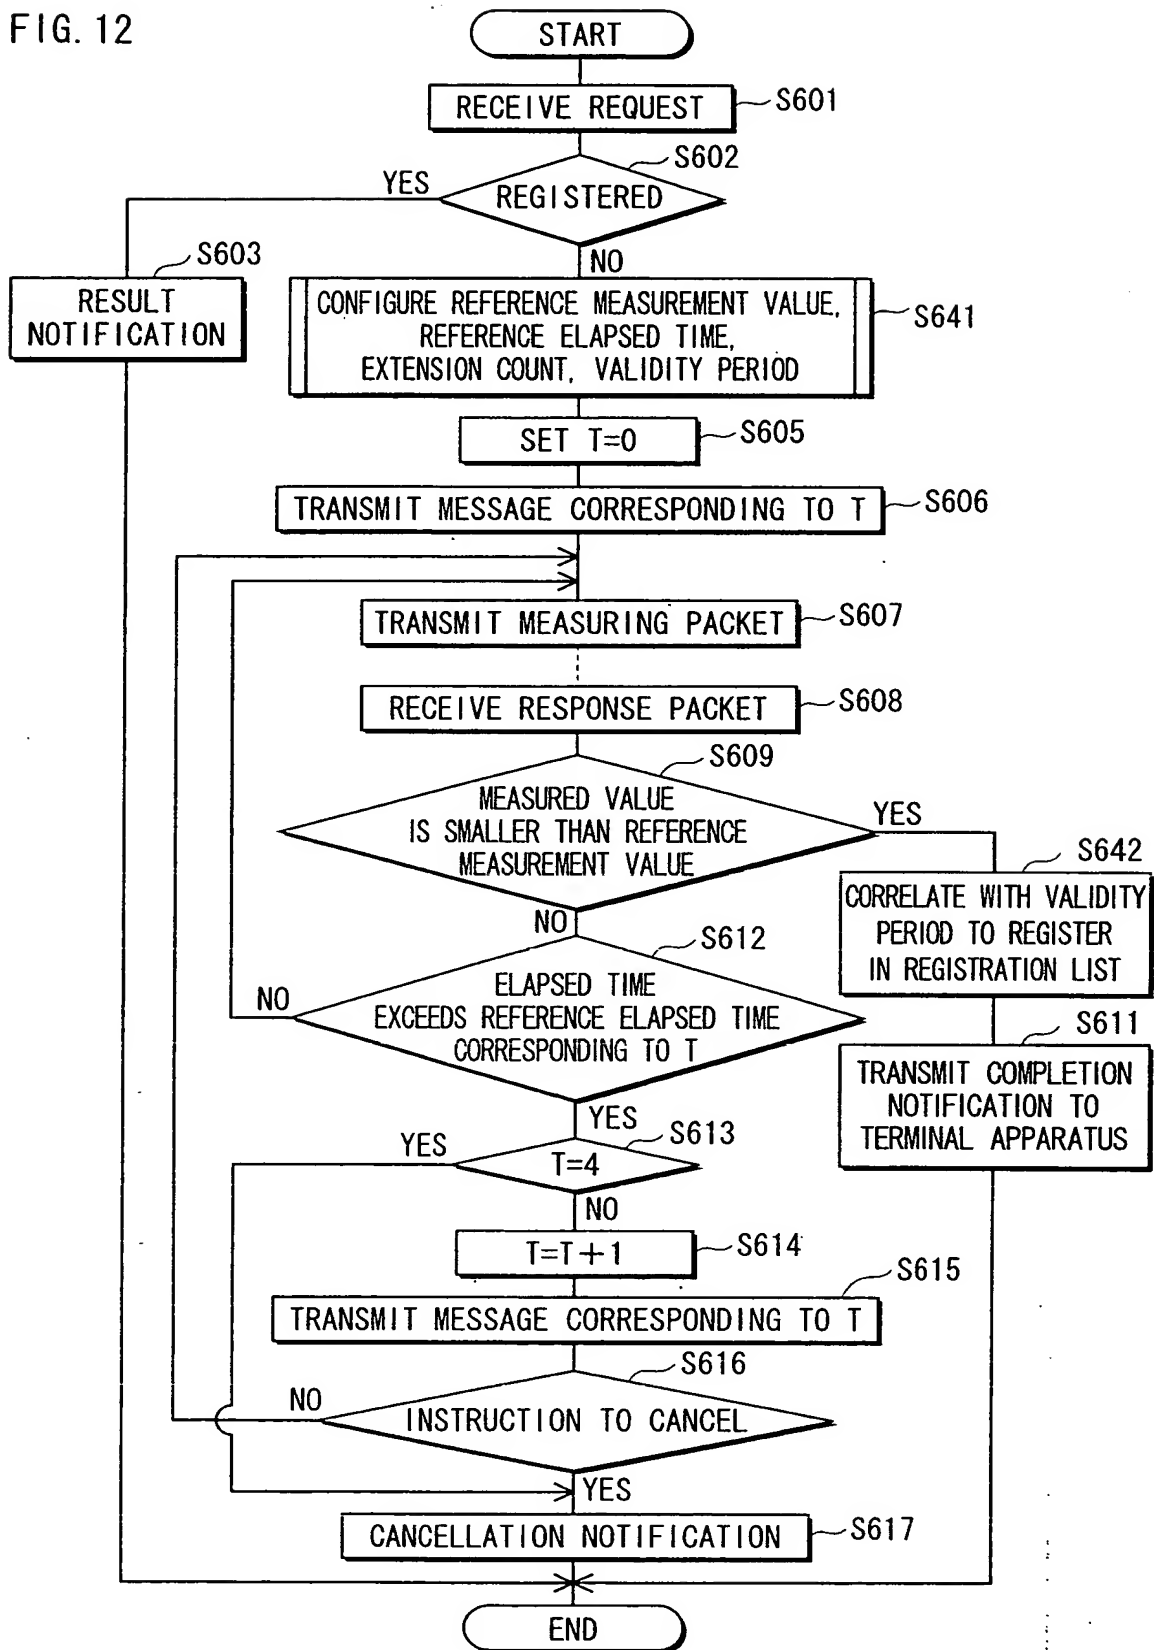 FIG. 12
START
RECEIVE REQUEST
S601
S602
YES
REGISTERED
NO
S603
RESULT
NOTIFICATION
CONFIGURE REFERENCE MEASUREMENT VALUE,
REFERENCE ELAPSED TIME,
EXTENSION COUNT, VALIDITY PERIOD
S641
SET T=0
S605
TRANSMIT MESSAGE CORRESPONDING TO T
S606
TRANSMIT MEASURING PACKET
S607
RECEIVE RESPONSE PACKET
S608
S609
MEASURED VALUE
IS SMALLER THAN REFERENCE
MEASUREMENT VALUE
YES
NO
S642
CORRELATE WITH VALIDITY
PERIOD TO REGISTER
IN REGISTRATION LIST
S612
ELAPSED TIME
EXCEEDS REFERENCE ELAPSED TIME
CORRESPONDING TO T
NO
YES
S611
TRANSMIT COMPLETION
NOTIFICATION TO
TERMINAL APPARATUS
S613
YES
T=4
NO
T=T+1
S614
S615
TRANSMIT MESSAGE CORRESPONDING TO T
S616
NO
INSTRUCTION TO CANCEL
YES
CANCELLATION NOTIFICATION
S617
END